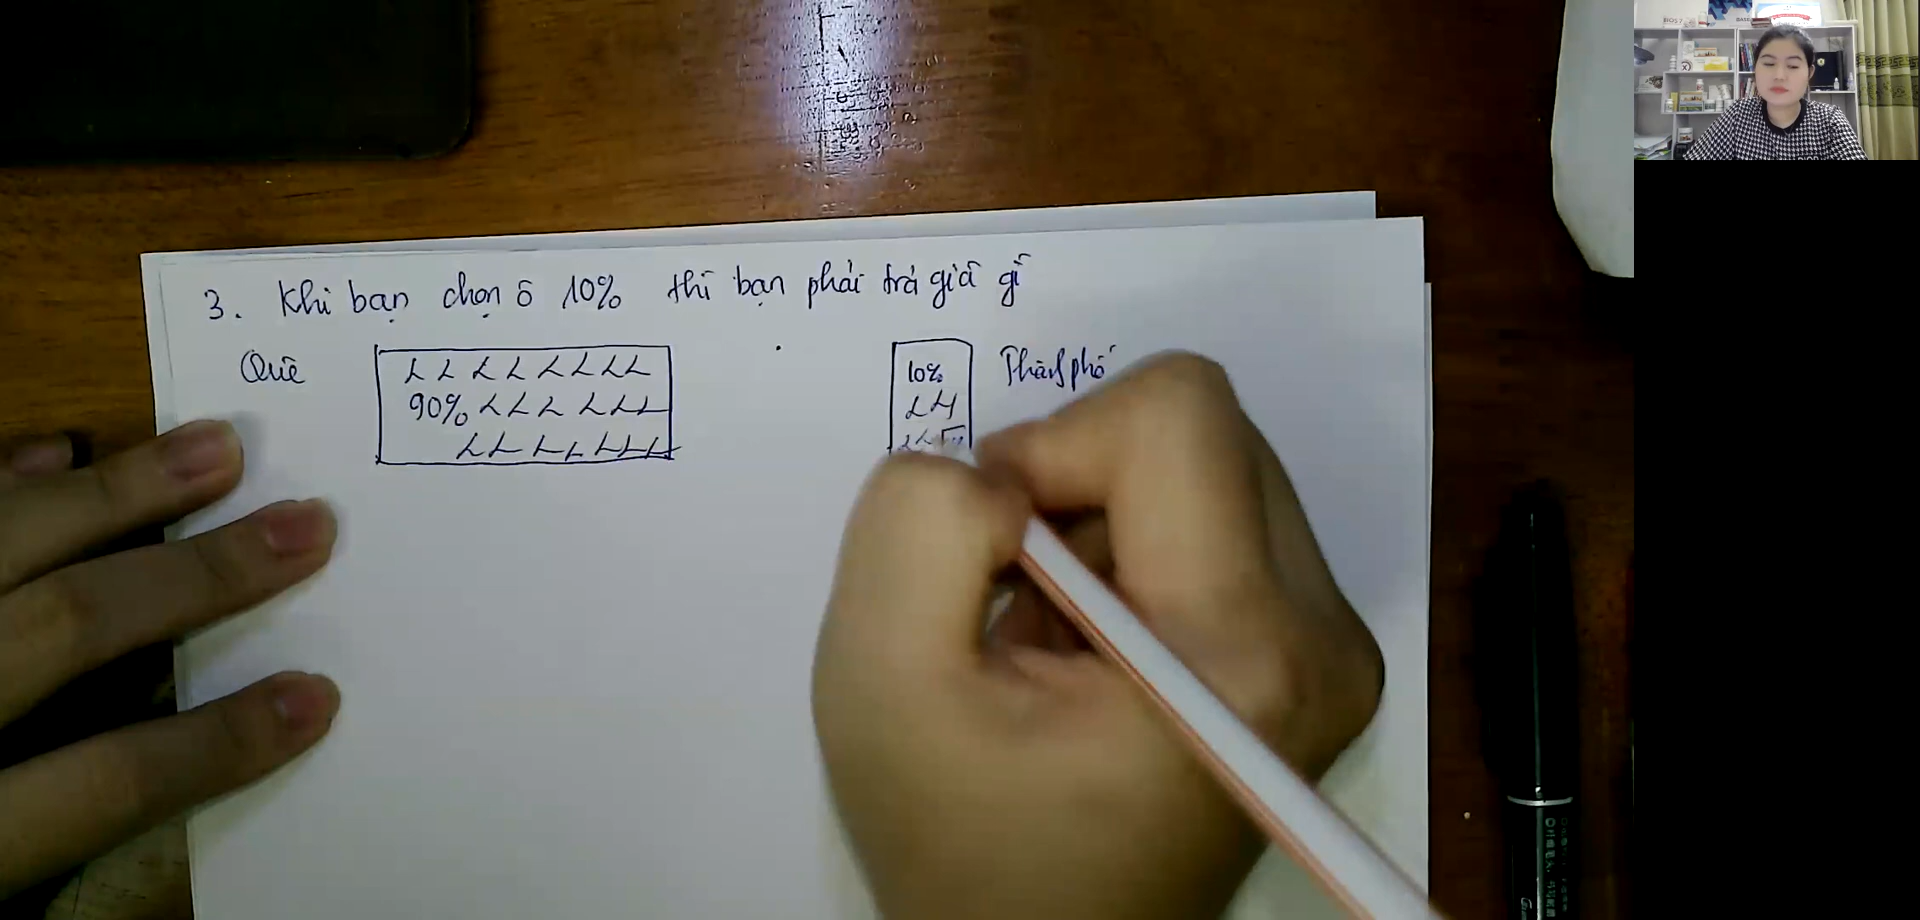 3. Khi bạn chọn ô 10% thì bạn phải trả giá gì
Quê
90%
10%
Thành phố